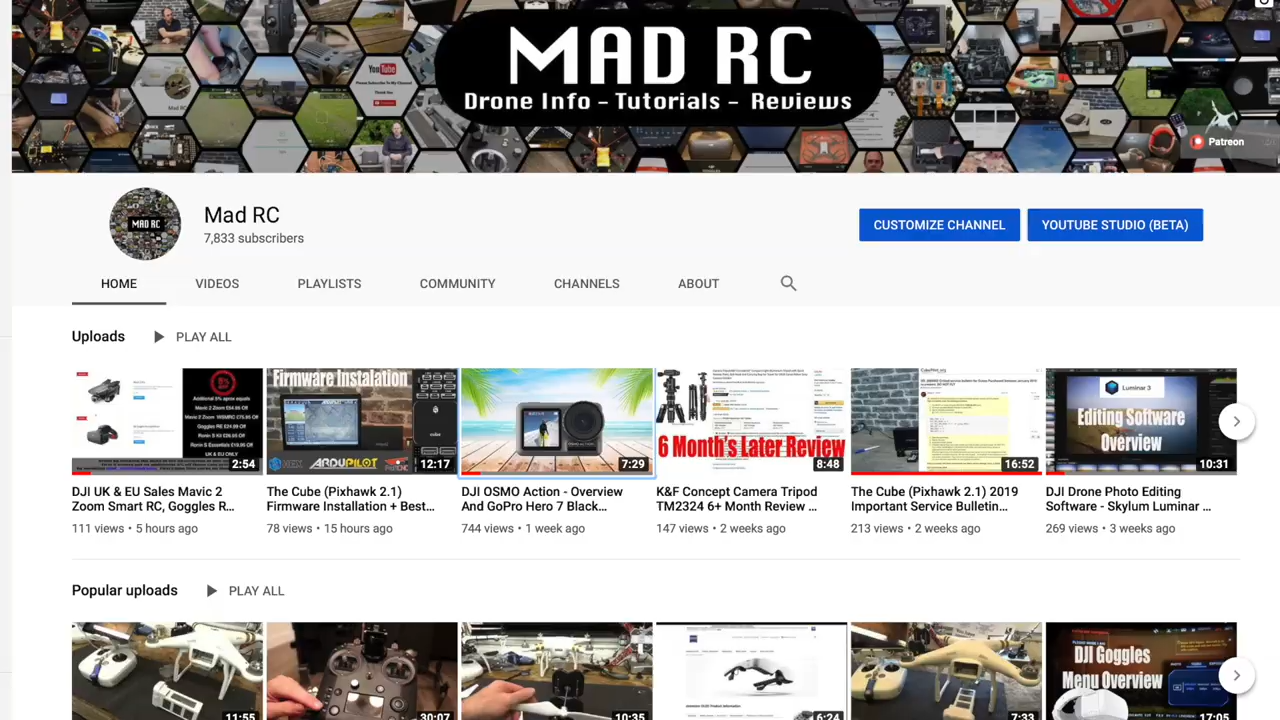 MAD RC
Drone Info - Tutorials - Reviews
Patreon
MAD RC
Mad RC
7,833 subscribers
CUSTOMIZE CHANNEL
YOUTUBE STUDIO (BETA)
HOME
VIDEOS
PLAYLISTS
COMMUNITY
CHANNELS
ABOUT
Uploads
PLAY ALL
2:54
Firmware Instalation
ARDUPILOT
12:17
7:29
6 Month's Later Review
8:48
16:52
Luminar 3
Editing Software
Overview
10:31
DJI UK & EU Sales Mavic 2
Zoom Smart RC, Goggles R...
111 views • 5 hours ago
The Cube (Pixhawk 2.1)
Firmware Installation + Best...
78 views • 15 hours ago
DJI OSMO Action - Overview
And GoPro Hero 7 Black...
744 views • 1 week ago
K&F Concept Camera Tripod
TM2324 6+ Month Review ...
147 views • 2 weeks ago
The Cube (Pixhawk 2.1) 2019
Important Service Bulletin...
213 views • 2 weeks ago
DJI Drone Photo Editing
Software - Skylum Luminar ...
269 views • 3 weeks ago
Popular uploads
PLAY ALL
11:55
30:07
10:35
6:24
7:33
DJI Goggles
Menu Overview
17:05